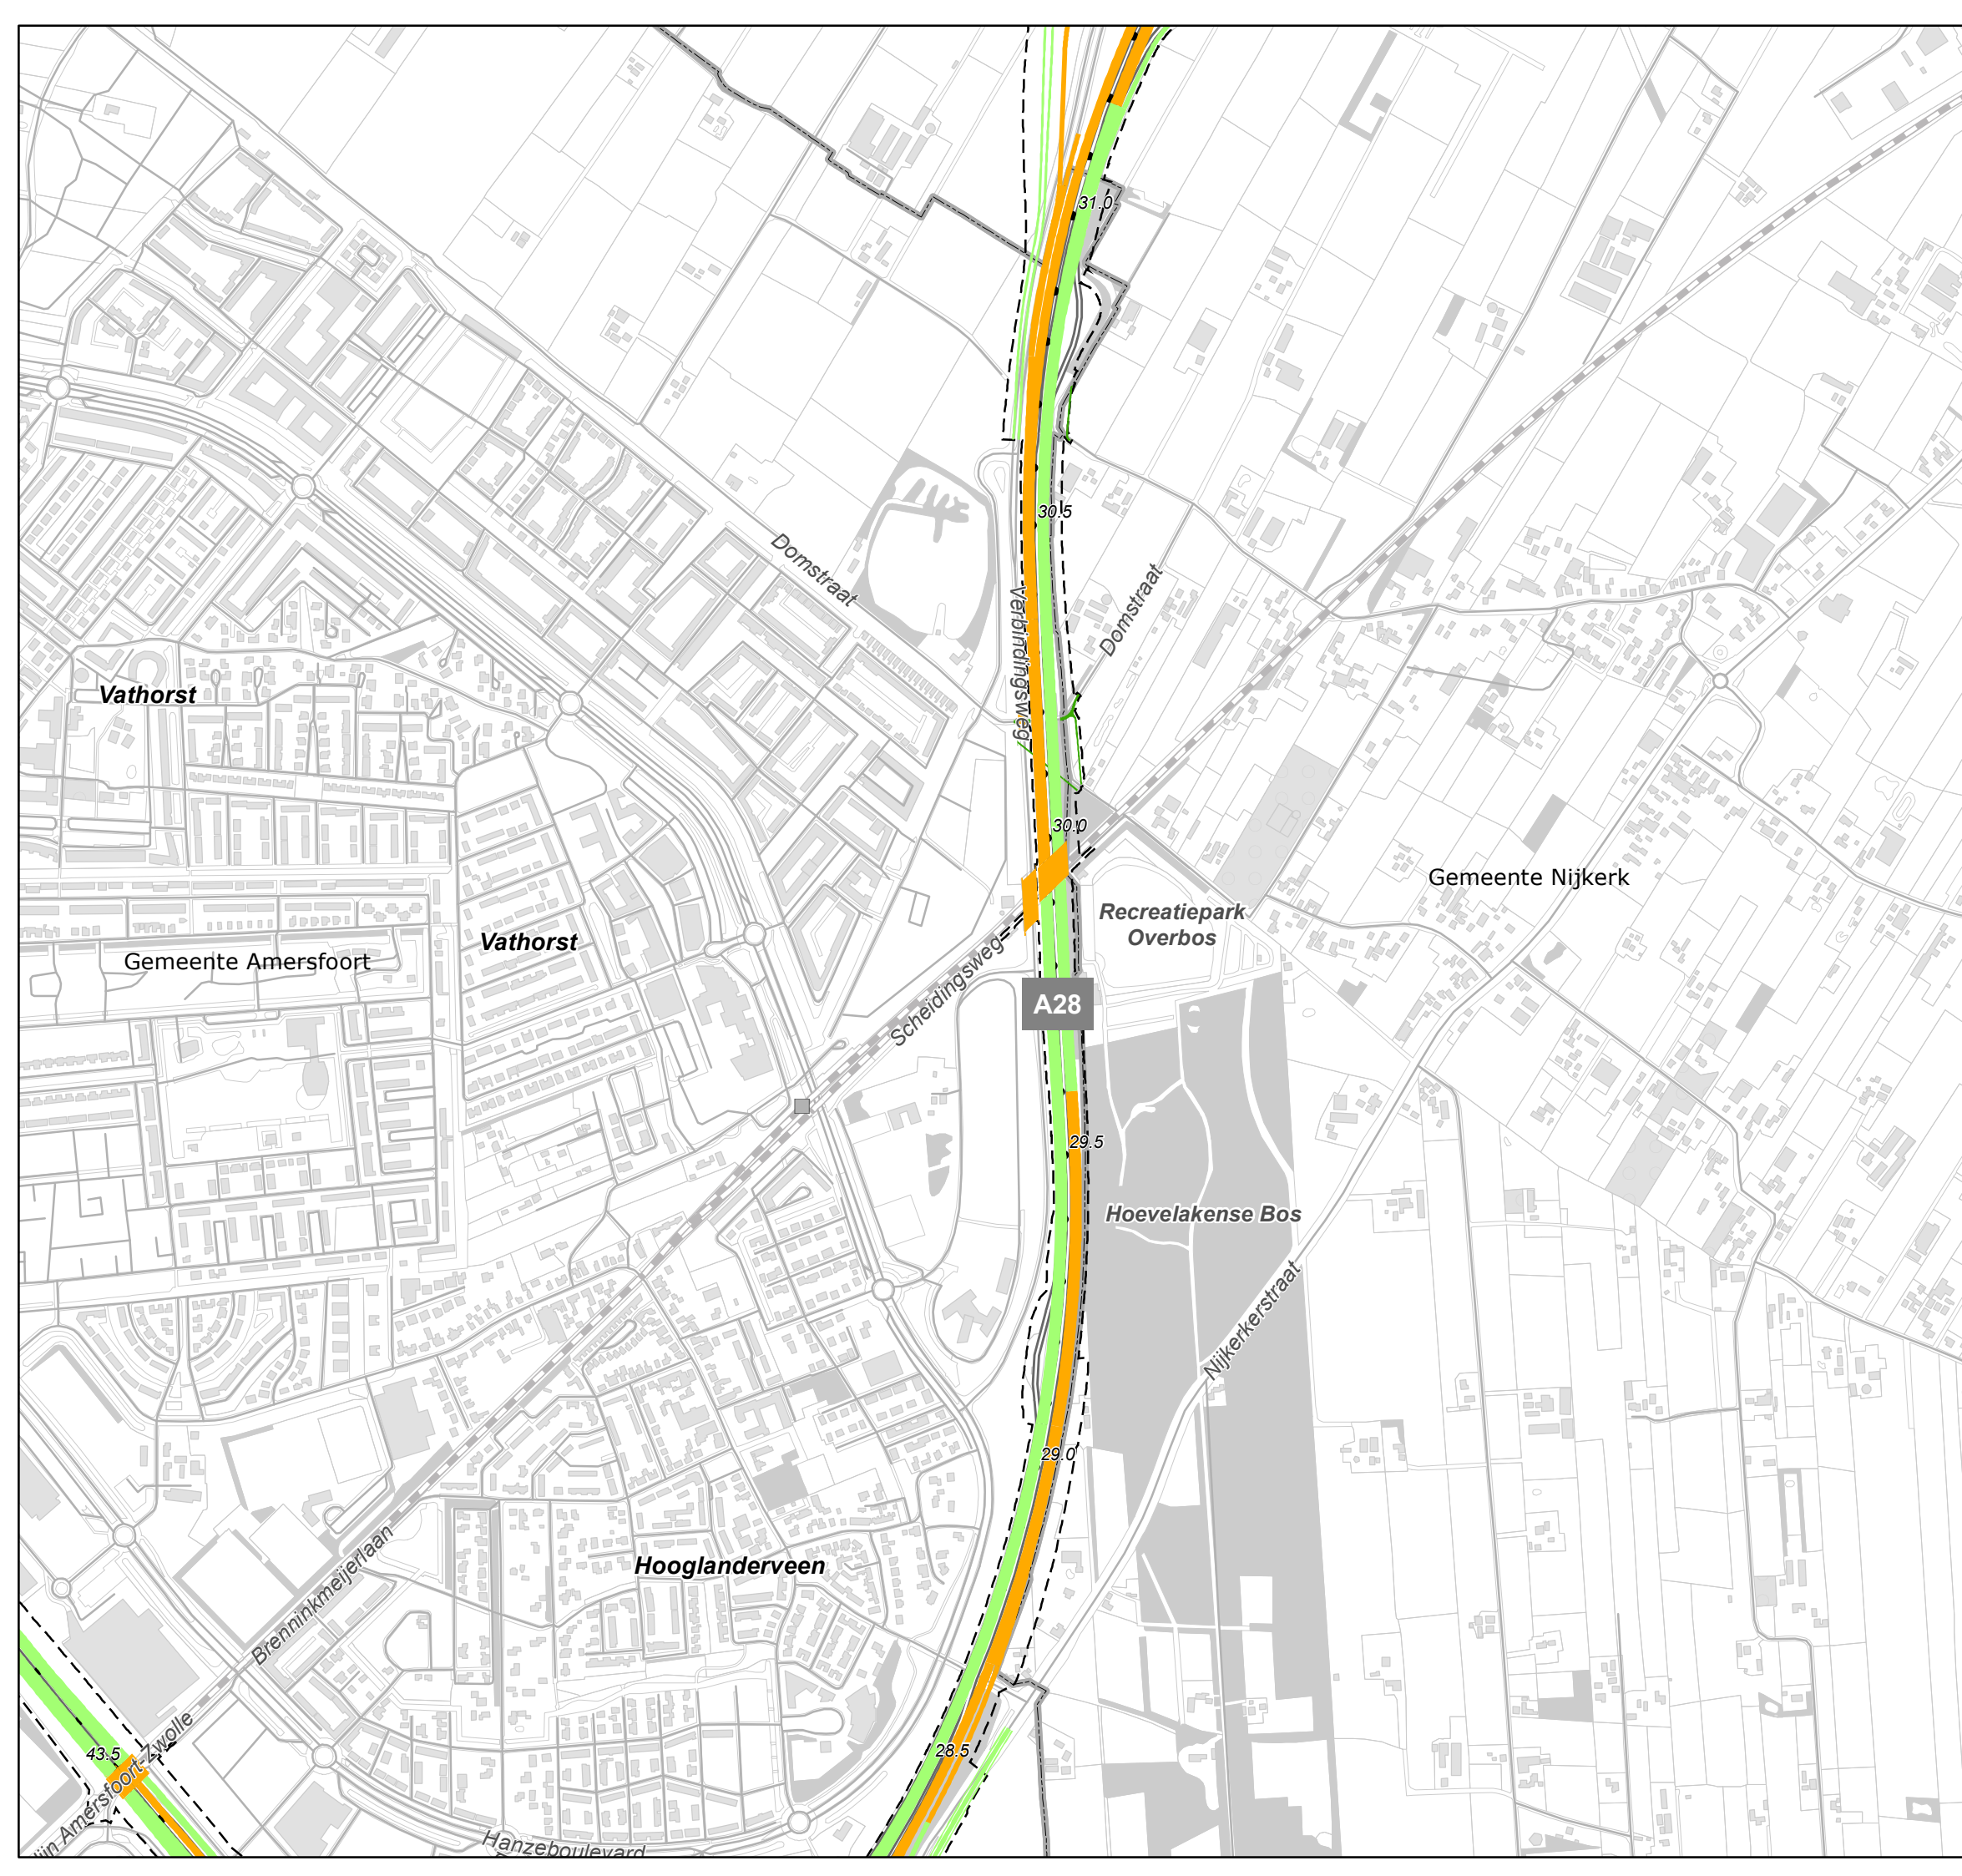 31.0
30.5
Domstraat
Domstraat
Verbindingsweg
Vathorst
30.0
Gemeente Nijkerk
Recreatiepark
Overbos
Vathorst
Gemeente Amersfoort
Scheidingsweg
A28
29.5
Hoevelakense Bos
Nijkerkerstraat
29.0
Hooglanderveen
Brenninkmeijerlaan
43.5
28.5
lijn Amersfoort-Zwolle
Hanzeboulevard